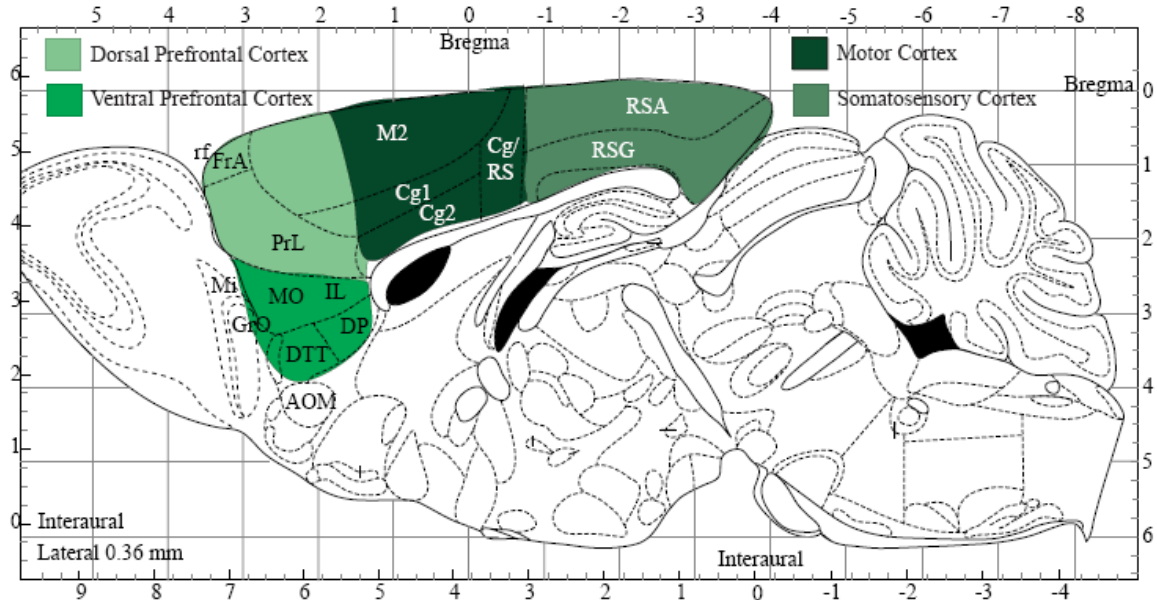 5 4 3 2 1 0 -1 -2 -3 -4 -5 -6 -7 -8
Bregma
Dorsal Prefrontal Cortex
Motor Cortex
6
Bregma
0
Ventral Prefrontal Cortex
Somatosensory Cortex
RSA
M2
rf
FrA
5
Cg/
RS
RSG
1
Cg1
Cg2
4
PrL
2
Mi
MO
IL
3
GrO
DP
3
DTT
2
4
AOM
1
5
0
Interaural
6
Lateral 0.36 mm
Interaural
9 8 7 6 5 4 3 2 1 0 -1 -2 -3 -4